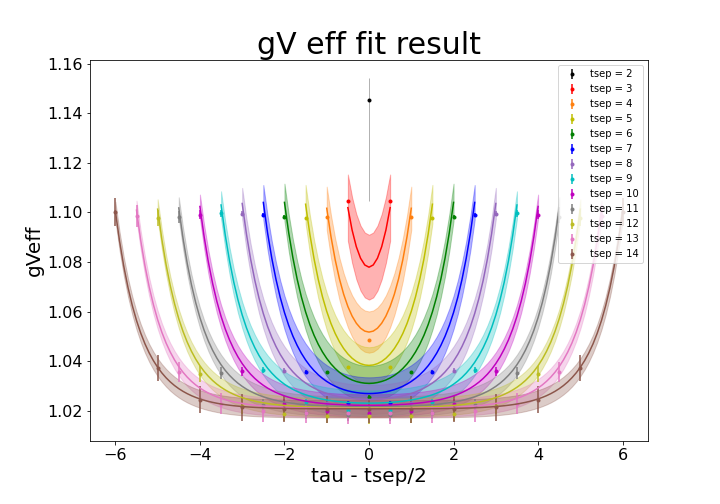 gV eff fit result
1.16
1.14
1.12
1.10
1.08
1.06
1.04
1.02
gVeff
−6
−4
−2
0
2
4
6
tau - tsep/2
tsep = 2
tsep = 3
tsep = 4
tsep = 5
tsep = 6
tsep = 7
tsep = 8
tsep = 9
tsep = 10
tsep = 11
tsep = 12
tsep = 13
tsep = 14